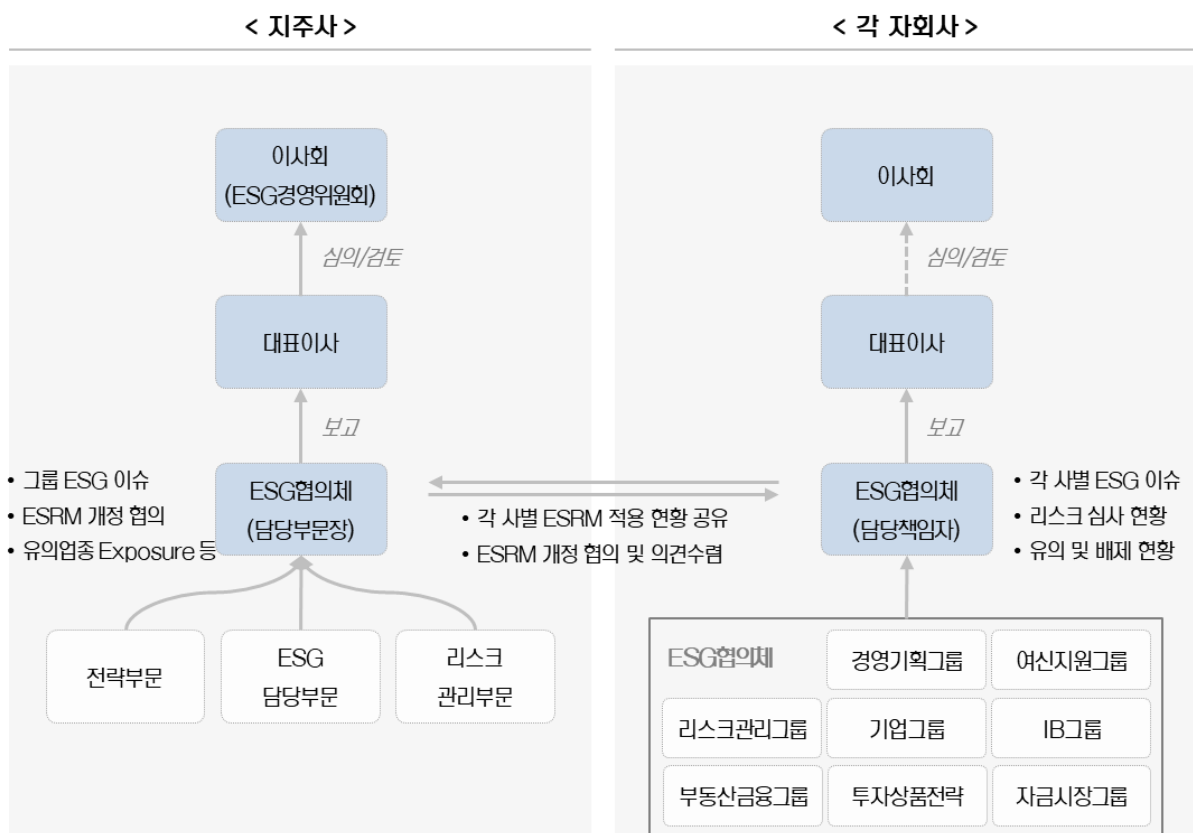 < 지주사 >
이사회
(ESG경영위원회)
심의/검토
대표이사
보고
• 그룹 ESG 이슈
• ESRM 개정 협의
• 유의업종 Exposure 등
ESG협의체
(담당부문장)
전략부문
ESG
담당부문
리스크
관리부문
• 각 사별 ESRM 적용 현황 공유
• ESRM 개정 협의 및 의견수렴
< 각 자회사 >
이사회
심의/검토
대표이사
보고
ESG협의체
(담당책임자)
• 각 사별 ESG 이슈
• 리스크 심사 현황
• 유의 및 배제 현황
ESG협의체
경영기획그룹
여신지원그룹
리스크관리그룹
기업그룹
IB그룹
부동산금융그룹
투자상품전략
자금시장그룹